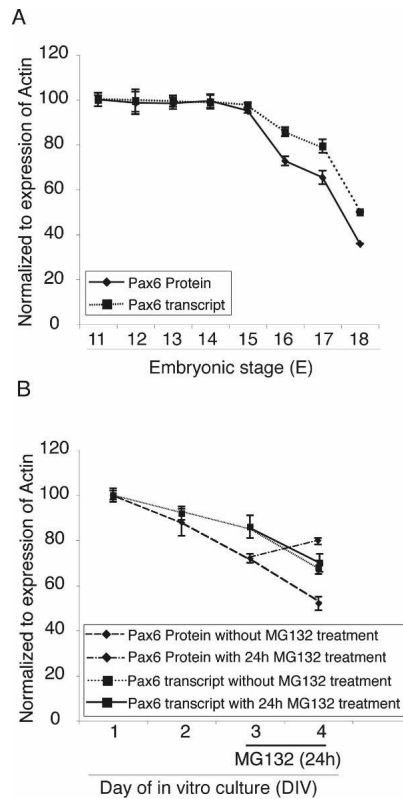 A
Normalized to expression of Actin
120
100
80
60
40
20
0
Pax6 Protein
Pax6 transcript
11 12 13 14 15 16 17 18
Embryonic stage (E)
B
Normalized to expression of Actin
120
100
80
60
40
20
0
Pax6 Protein without MG132 treatment
Pax6 Protein with 24h MG132 treatment
Pax6 transcript without MG132 treatment
Pax6 transcript with 24h MG132 treatment
1 2 3 4
MG132 (24h)
Day of in vitro culture (DIV)